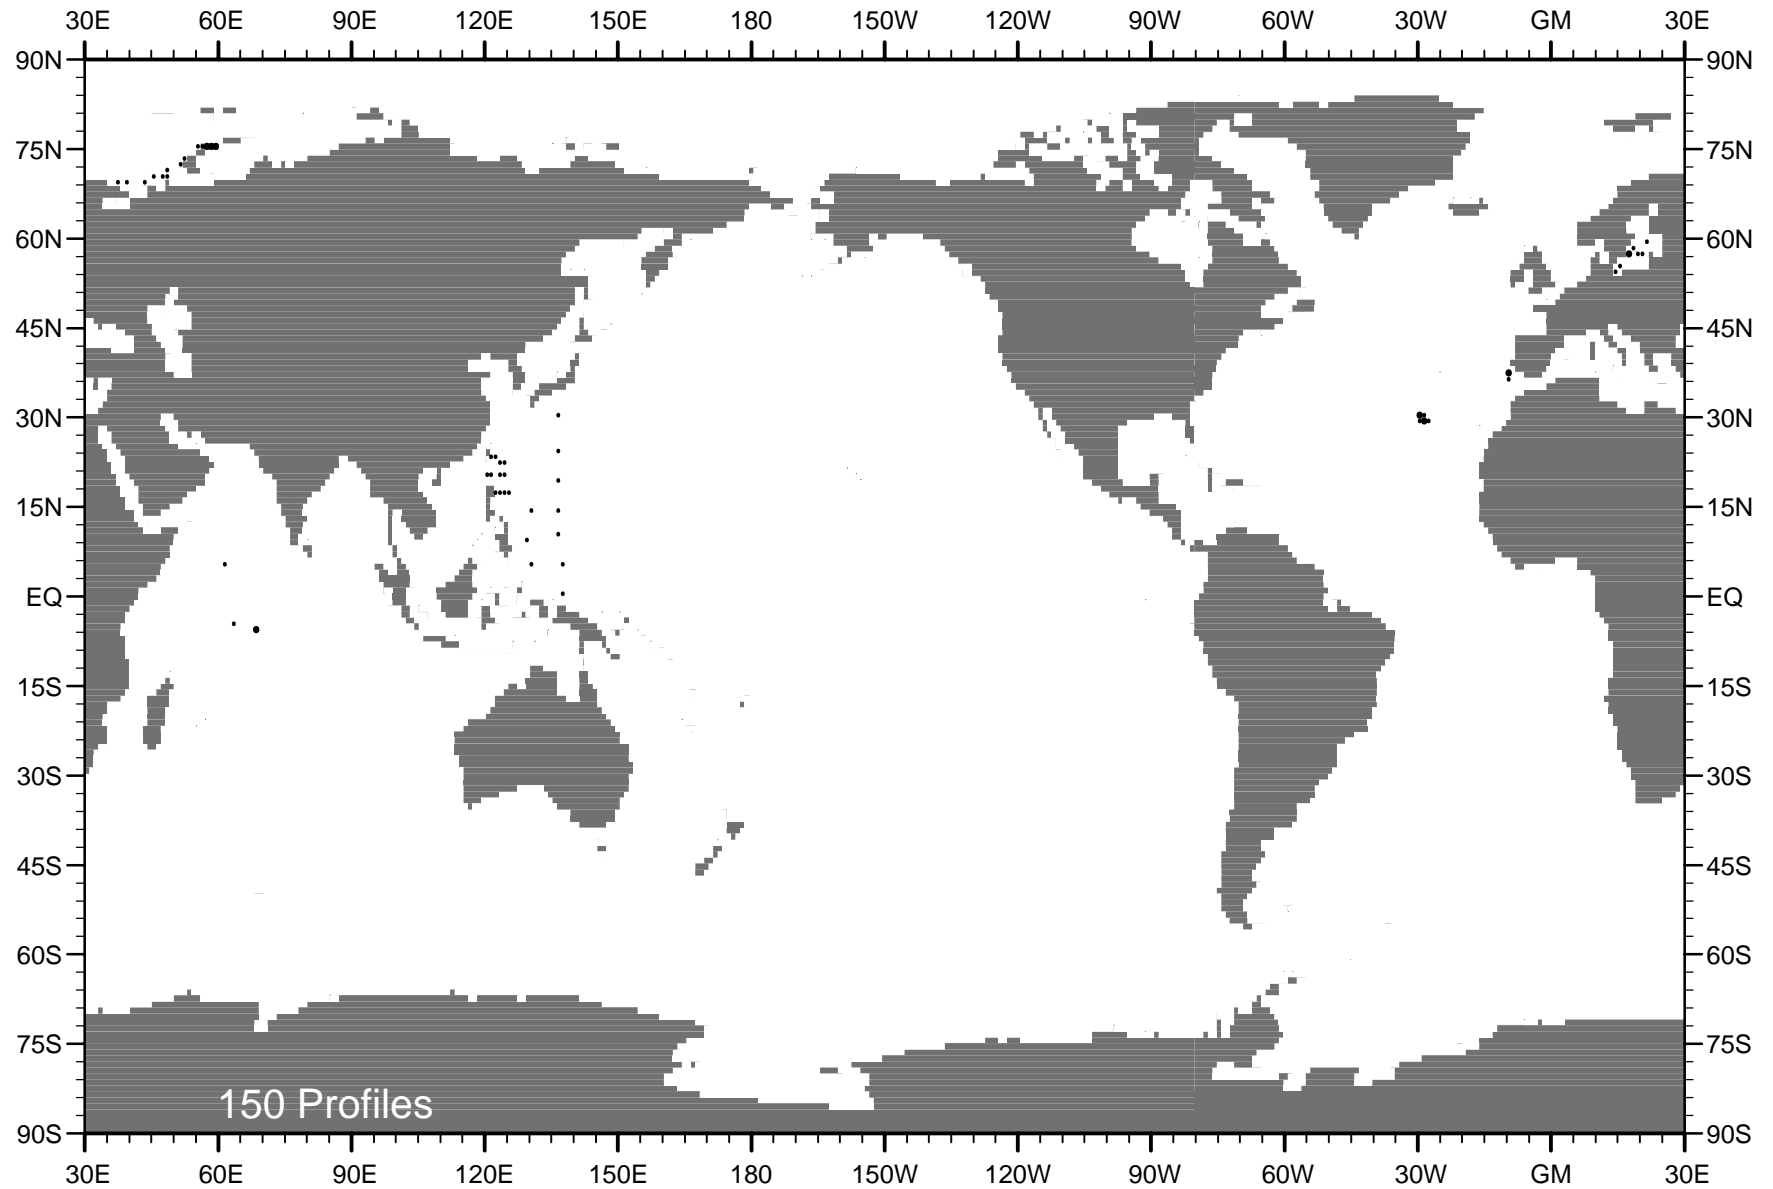 30E 60E 90E 120E 150E 180 150W 120W 90W 60W 30W GM 30E
90N 90N
75N 75N
60N 60N
45N 45N
30N 30N
15N 15N
EQ EQ
15S 15S
30S 30S
45S 45S
60S 60S
75S 75S
150 Profiles
90S 90S
30E 60E 90E 120E 150E 180 150W 120W 90W 60W 30W GM 30E